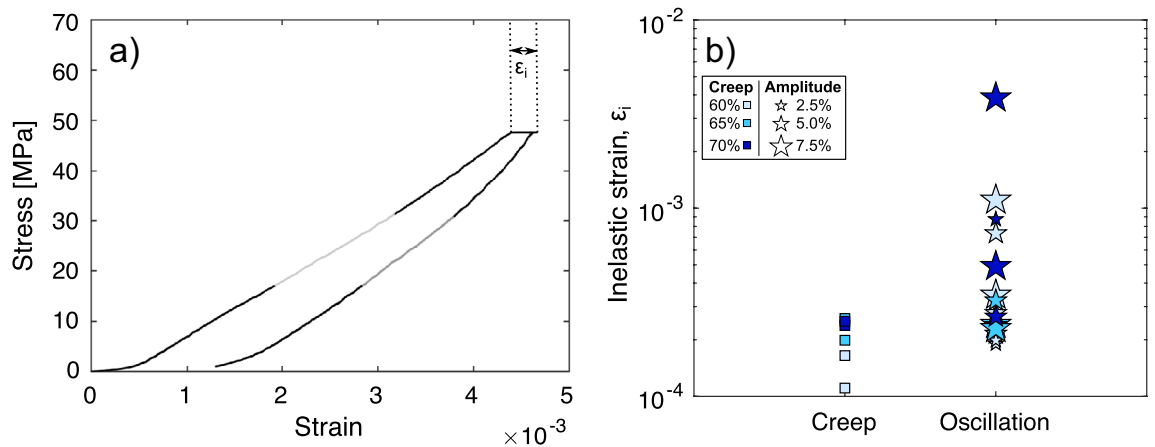 a)
70
60
50
40
30
20
10
0
Stress [MPa]
εi
0 1 2 3 4 5
Strain
×10-3
b)
10-2
10-3
10-4
Inelastic strain, εi
Creep Amplitude
60% 2.5%
65% 5.0%
70% 7.5%
Creep Oscillation